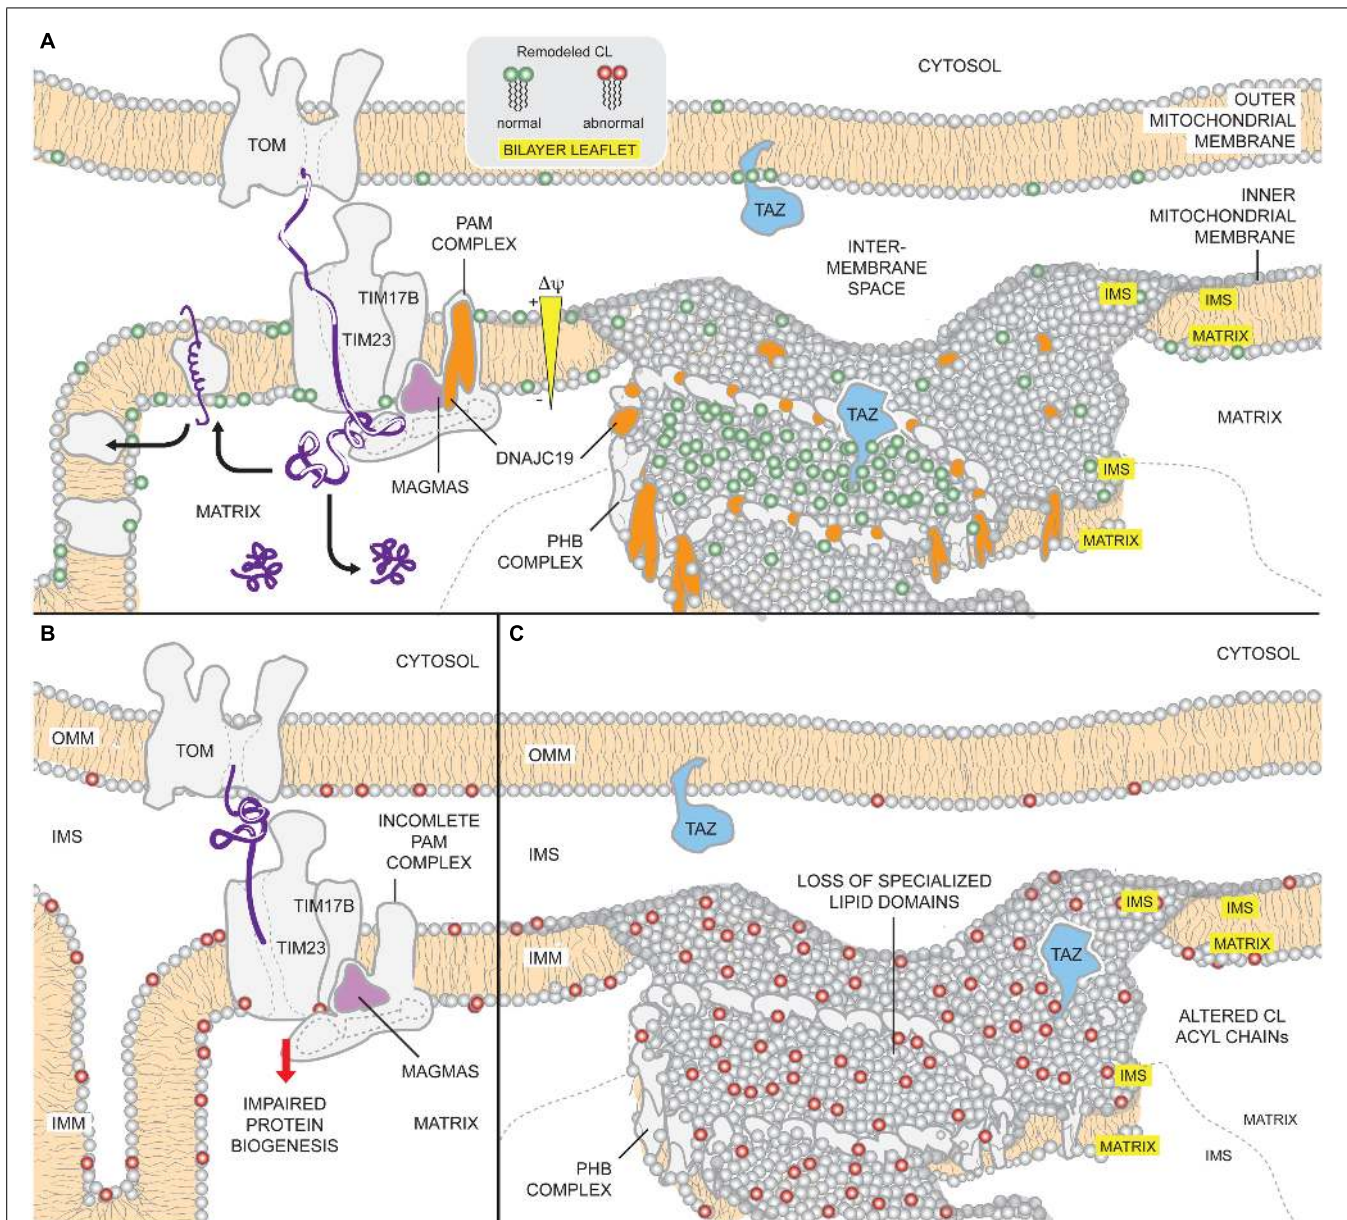 A
Remodeled CL
normal
abnormal
BILAYER LEAFLET
CYTOSOL
OUTER
MITOCHONDRIAL
MEMBRANE
TOM
TAZ
INNER
MITOCHONDRIAL
MEMBRANE
PAM
COMPLEX
INTER-
MEMBRANE
SPACE
Δψ
+
-
TIM17B
TIM23
IMS
IMS
MATRIX
TAZ
MATRIX
DNAJC19
MAGMAS
IMS
MATRIX
PHB
COMPLEX
MATRIX
B
CYTOSOL
OMM
TOM
IMS
INCOMLETE
PAM
COMPLEX
TIM17B
TIM23
MAGMAS
IMM
IMPAIRED
PROTEIN
BIOGENESIS
MATRIX
C
CYTOSOL
OMM
TAZ
IMS
LOSS OF SPECIALIZED
LIPID DOMAINS
IMS
IMS
MATRIX
IMM
TAZ
ALTERED CL
ACYL CHAINs
IMS
MATRIX
MATRIX
IMS
PHB
COMPLEX